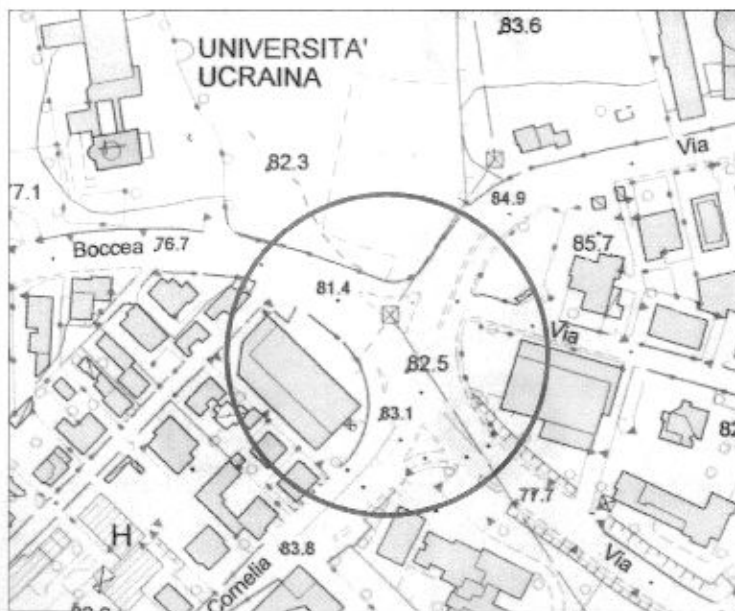 83.6
UNIVERSITA'
UCRAINA
82.3
Via
77.1
84.9
Boccea 76.7
85.7
81.4
Via
82.5
83.1
77.7
H
83.8
Via
Cornelia